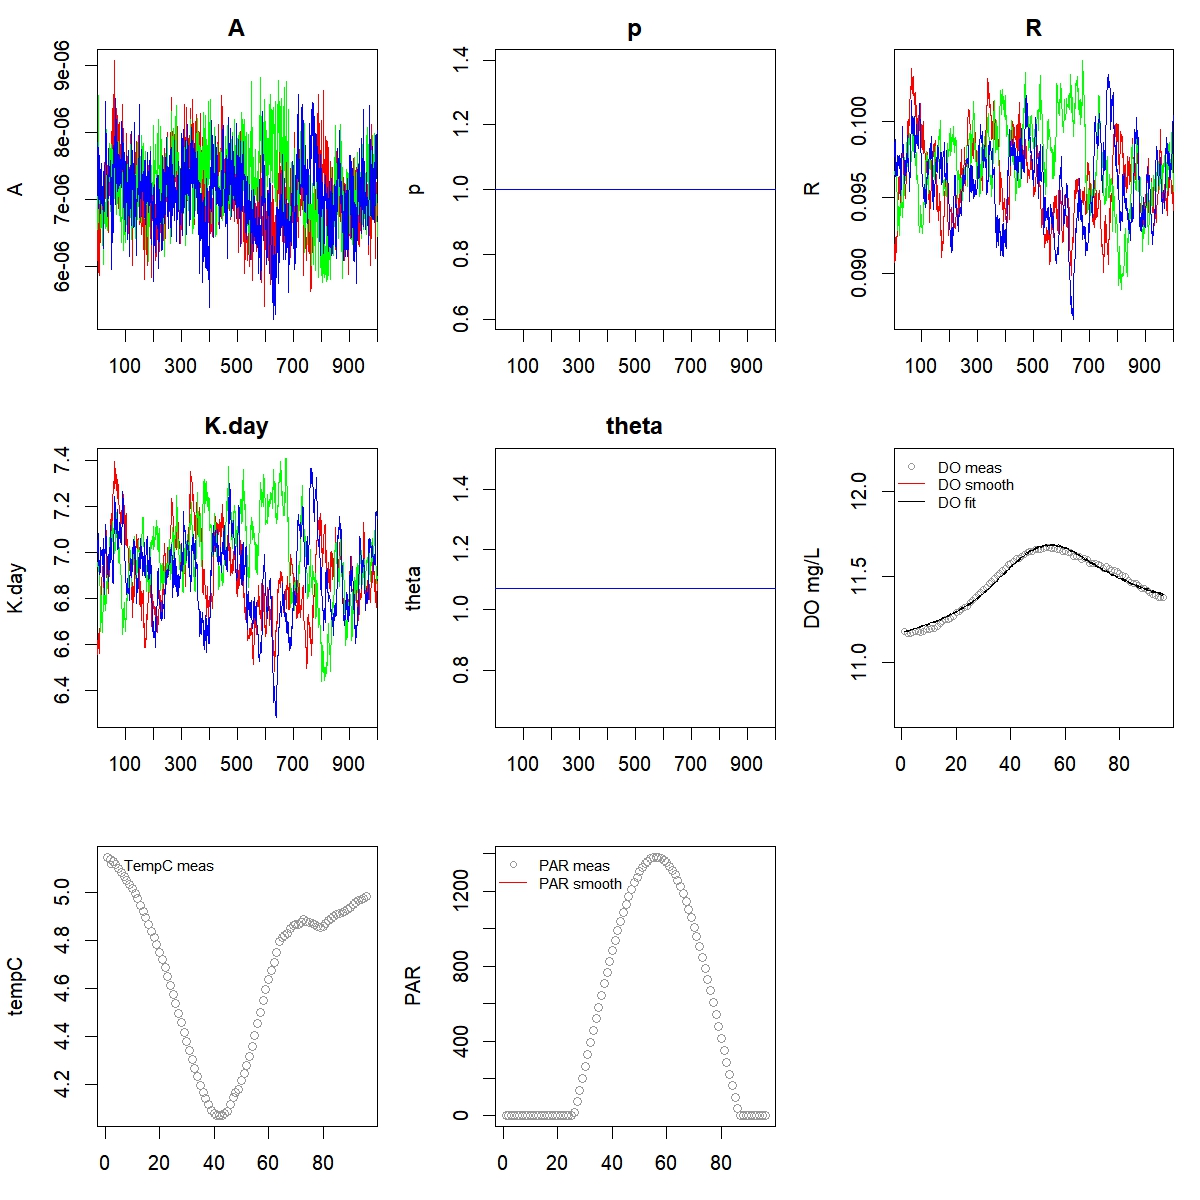 A
A
9e-06
8e-06
7e-06
6e-06
100 300 500 700 900
p
p
1.4
1.2
1.0
0.8
0.6
100 300 500 700 900
R
R
0.100
0.095
0.090
100 300 500 700 900
K.day
K.day
7.4
7.2
7.0
6.8
6.6
6.4
100 300 500 700 900
theta
theta
1.4
1.2
1.0
0.8
100 300 500 700 900
DO mg/L
12.0
11.5
11.0
DO meas
DO smooth
DO fit
0 20 40 60 80
tempC
5.0
4.8
4.6
4.4
4.2
TempC meas
0 20 40 60 80
PAR
1200
800
400
0
PAR meas
PAR smooth
0 20 40 60 80